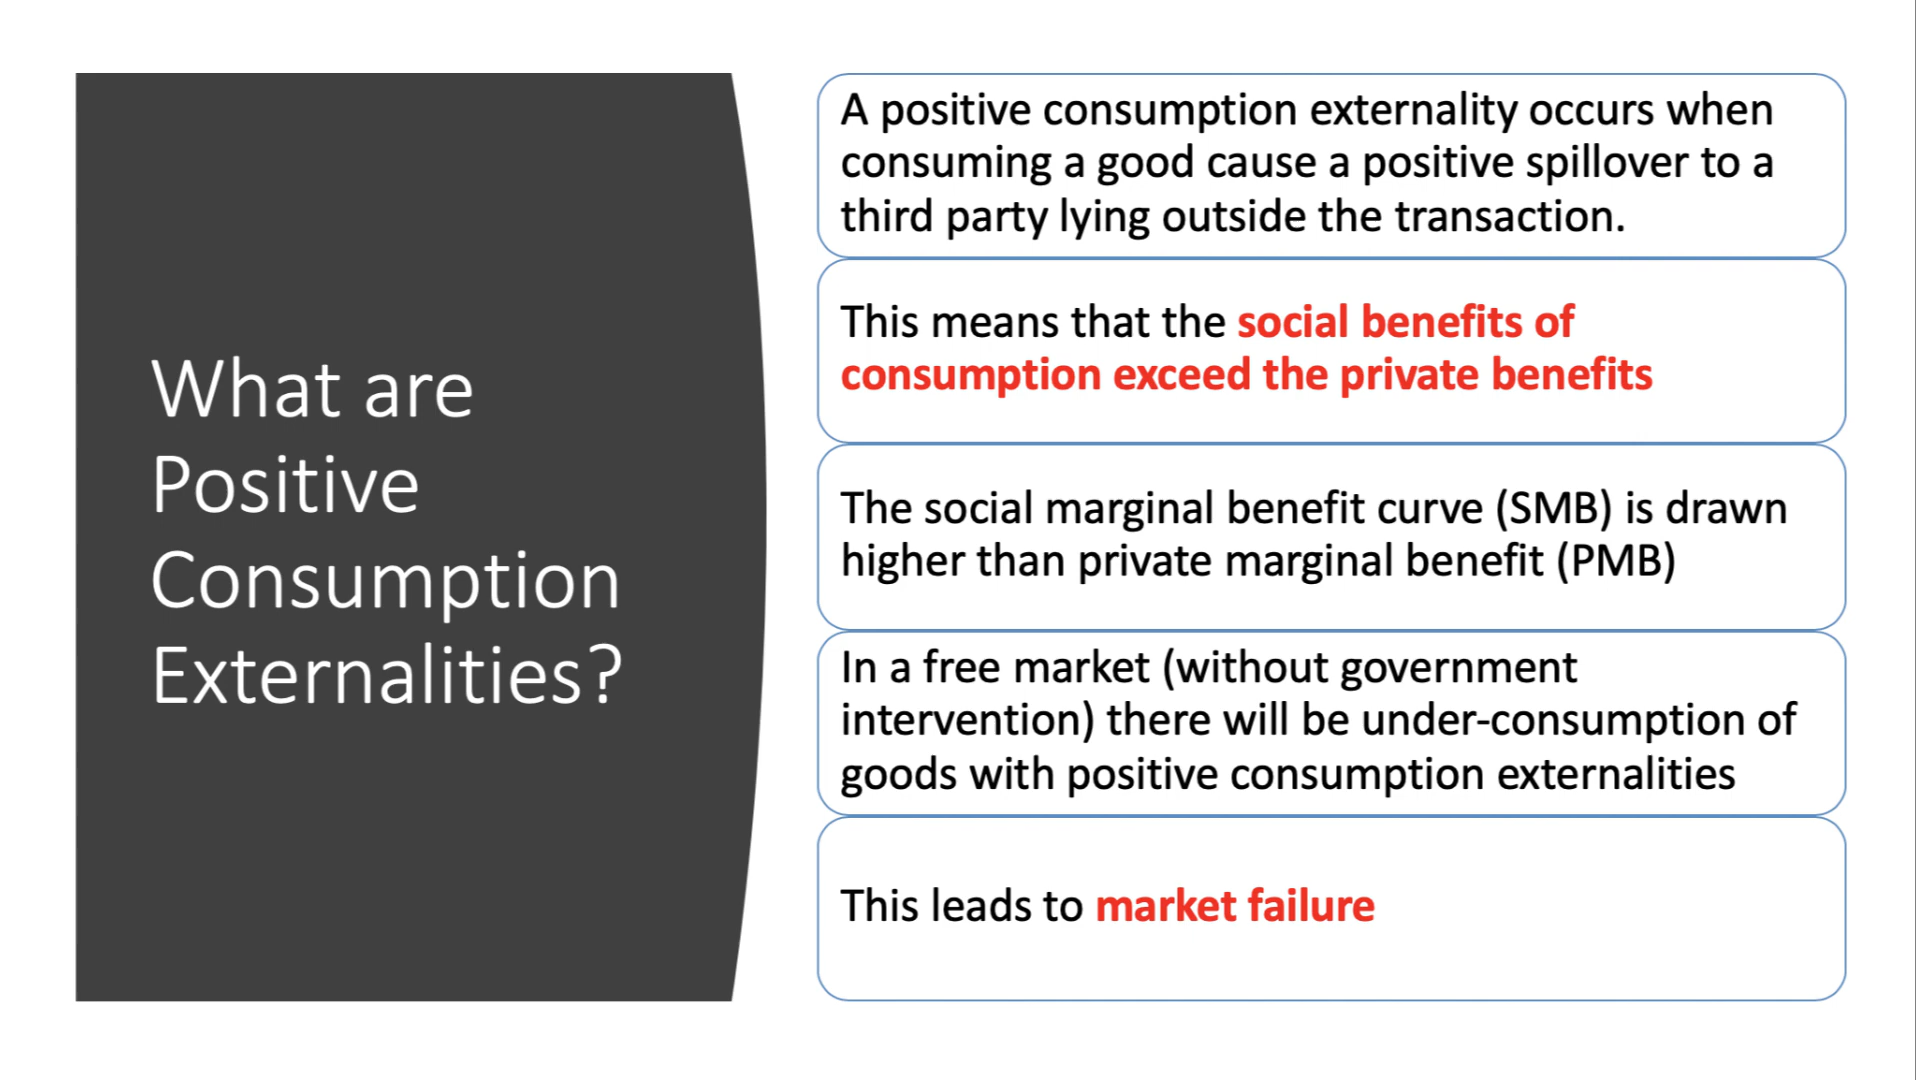 What are
Positive
Consumption
Externalities?
A positive consumption externality occurs when
consuming a good cause a positive spillover to a
third party lying outside the transaction.
This means that the social benefits of
consumption exceed the private benefits
The social marginal benefit curve (SMB) is drawn
higher than private marginal benefit (PMB)
In a free market (without government
intervention) there will be under-consumption of
goods with positive consumption externalities
This leads to market failure